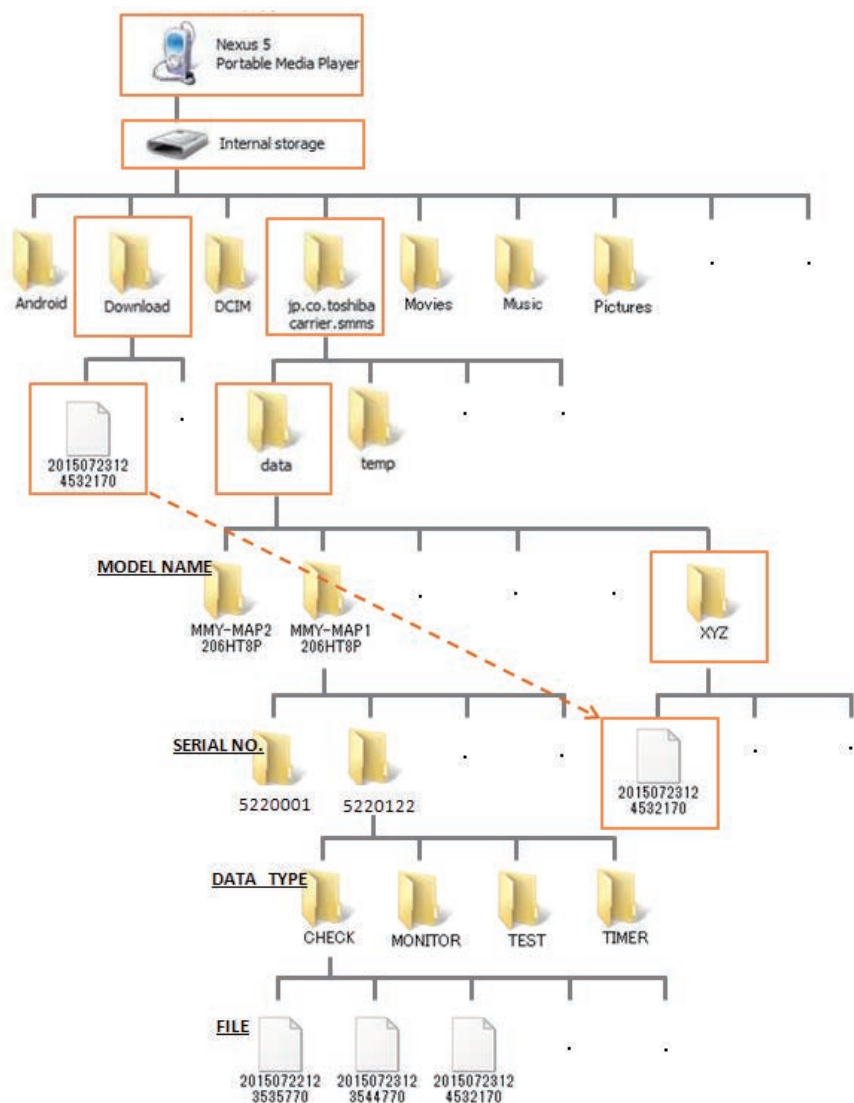 Nexus 5
Portable Media Player
Internal storage
Android
Download
DCIM
jp.co.toshiba
carrier.smms
Movies
Music
Pictures
2015072312
4532170
data
temp
MODEL NAME
MMY-MAP2
206HT8P
MMY-MAP1
206HT8P
XYZ
SERIAL NO.
5220001
5220122
2015072312
4532170
DATA TYPE
CHECK
MONITOR
TEST
TIMER
FILE
2015072212
3535770
2015072312
3544770
2015072312
4532170